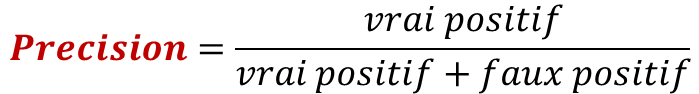 Precision = vrai positif / vrai positif + faux positif